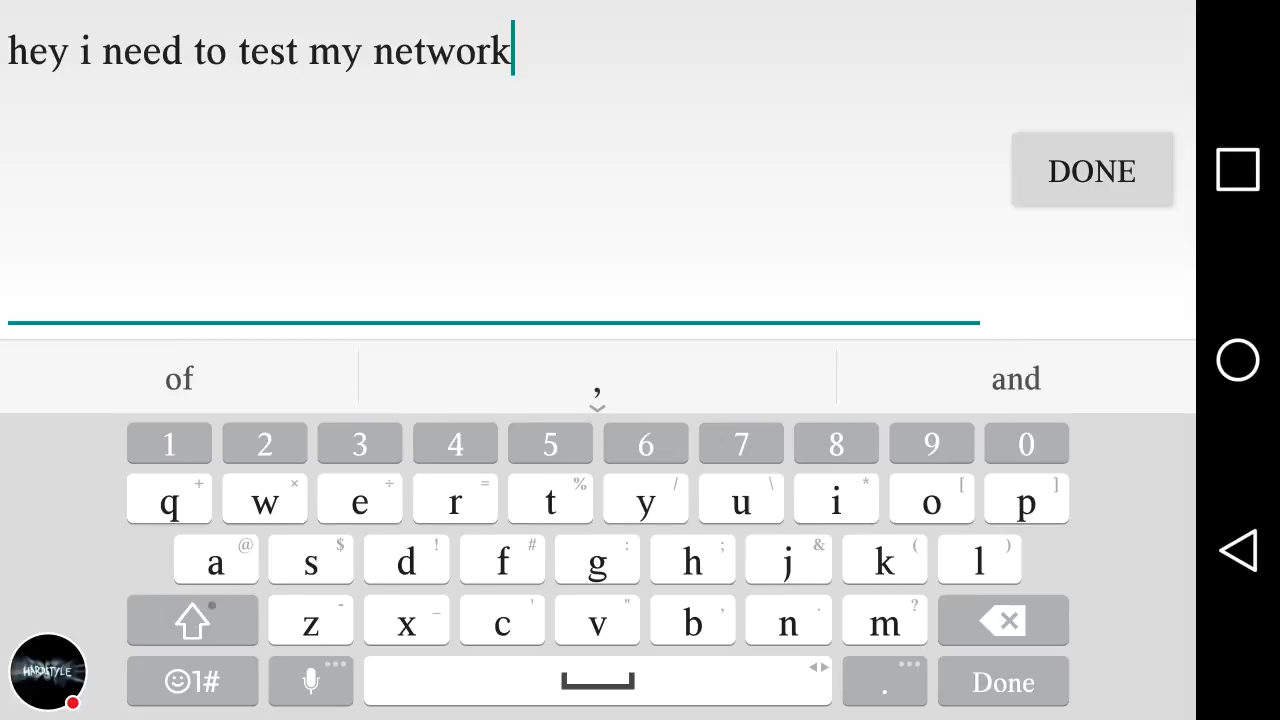 hey i need to test my network
DONE
of , and
1 2 3 4 5 6 7 8 9 0
q + w × e ÷ r = t % y / u \ i * o [ p ]
a @ s $ d ! f # g : h ; j & k ( l )
z - x _ c ' v " b , n . m ?
HARDSTYLE 1# . Done